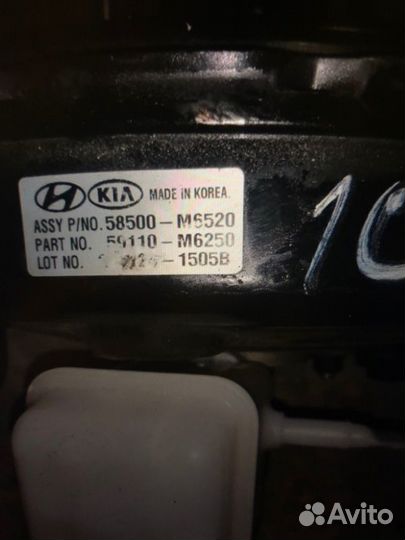 KIA MADE IN KOREA
ASSY P/NO. 58500-M6520
PART NO. 59110-M6250
LOT NO. - 1505B
10
Avito